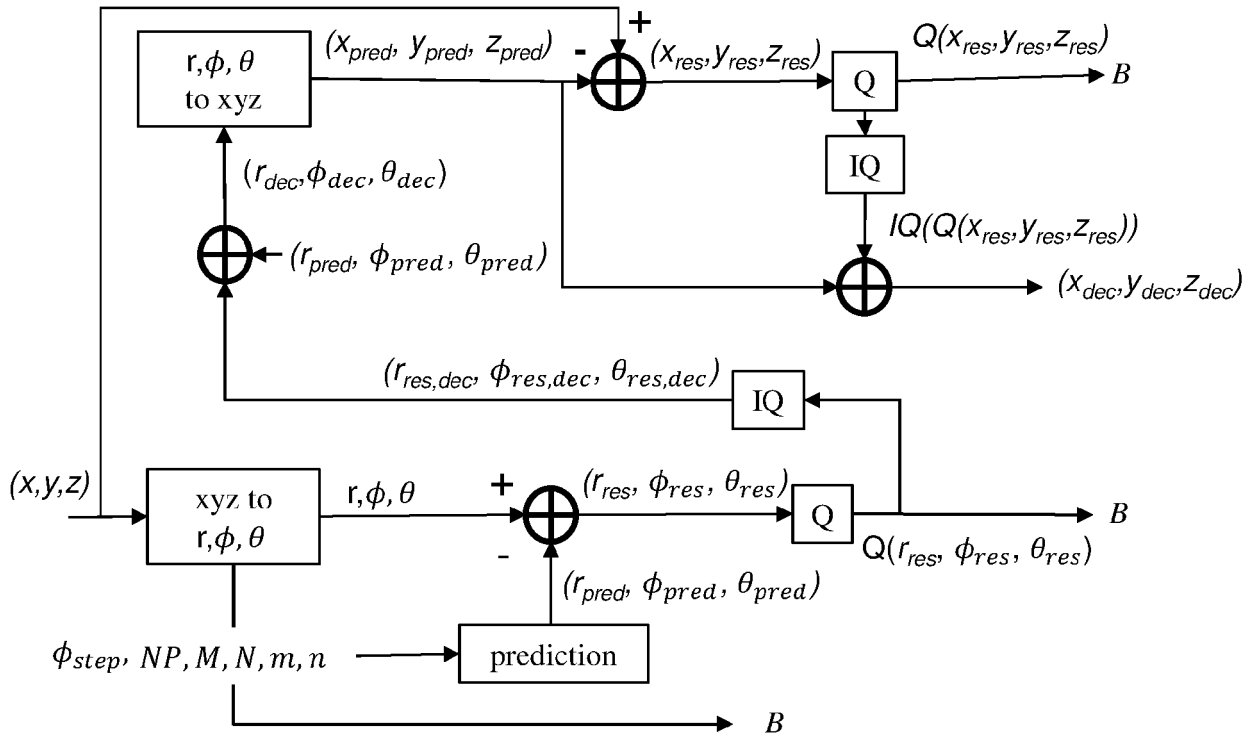 +
(x_pred, y_pred, z_pred)
-
(x_res,y_res,z_res)
Q(x_res,y_res,z_res)
r,ϕ,θ
to xyz
Q
B
IQ
(r_dec,ϕ_dec,θ_dec)
IQ(Q(x_res,y_res,z_res))
(r_pred, ϕ_pred, θ_pred)
(x_dec,y_dec,z_dec)
(r_res,dec, ϕ_res,dec, θ_res,dec)
IQ
(x,y,z)
xyz to
r,ϕ,θ
r,ϕ,θ
+
-
(r_res, ϕ_res, θ_res)
Q
B
Q(r_res, ϕ_res, θ_res)
(r_pred, ϕ_pred, θ_pred)
ϕ_step, NP, M, N, m, n
prediction
B